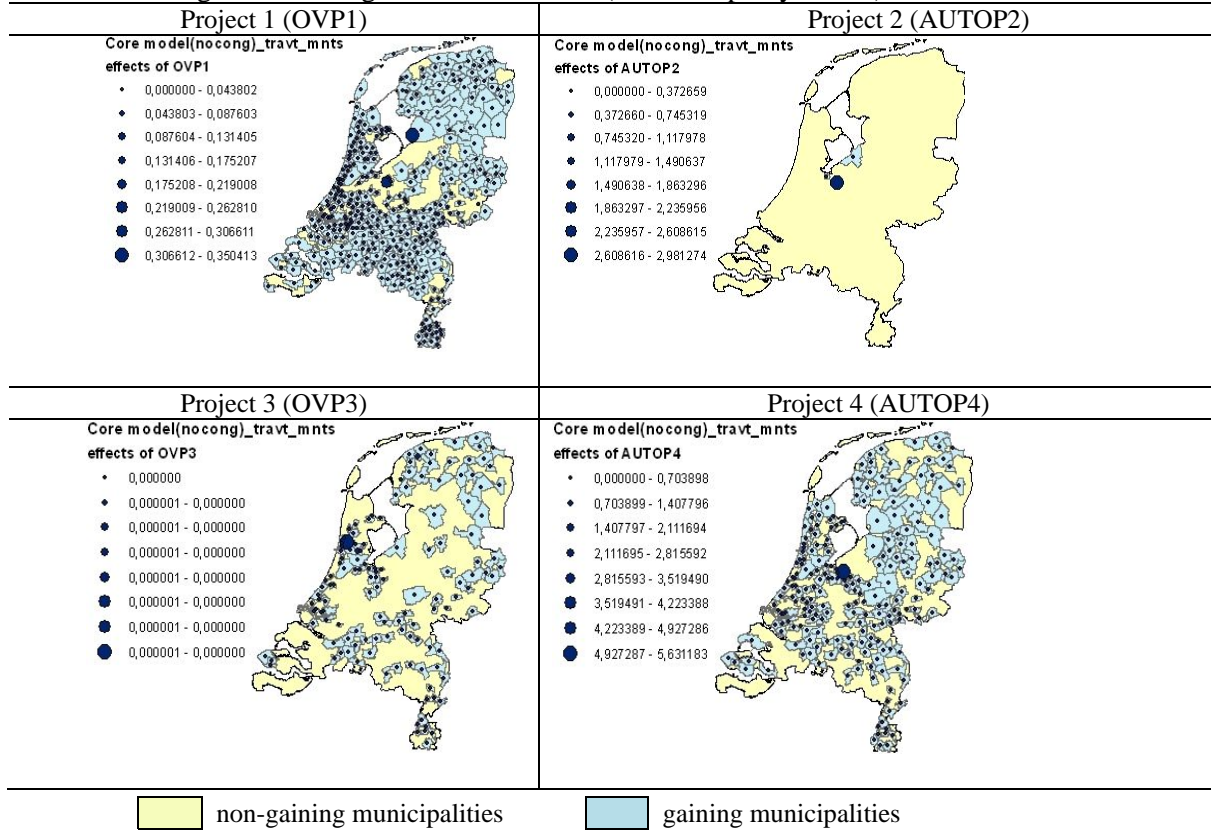 Project 1 (OVP1)
Project 2 (AUTOP2)
Core model(nocong)_travt_mnts
effects of OVP1
0,000000 - 0,043802
0,043803 - 0,087603
0,087604 - 0,131405
0,131406 - 0,175207
0,175208 - 0,219008
0,219009 - 0,262810
0,262811 - 0,306611
0,306612 - 0,350413
Core model(nocong)_travt_mnts
effects of AUTOP2
0,000000 - 0,372659
0,372660 - 0,745319
0,745320 - 1,117978
1,117979 - 1,490637
1,490638 - 1,863296
1,863297 - 2,235956
2,235957 - 2,608615
2,608616 - 2,981274
Project 3 (OVP3)
Project 4 (AUTOP4)
Core model(nocong)_travt_mnts
effects of OVP3
0,000000
0,000001 - 0,000000
0,000001 - 0,000000
0,000001 - 0,000000
0,000001 - 0,000000
0,000001 - 0,000000
0,000001 - 0,000000
0,000001 - 0,000000
Core model(nocong)_travt_mnts
effects of AUTOP4
0,000000 - 0,703898
0,703899 - 1,407796
1,407797 - 2,111694
2,111695 - 2,815592
2,815593 - 3,519490
3,519491 - 4,223388
4,223389 - 4,927286
4,927287 - 5,631183
non-gaining municipalities
gaining municipalities